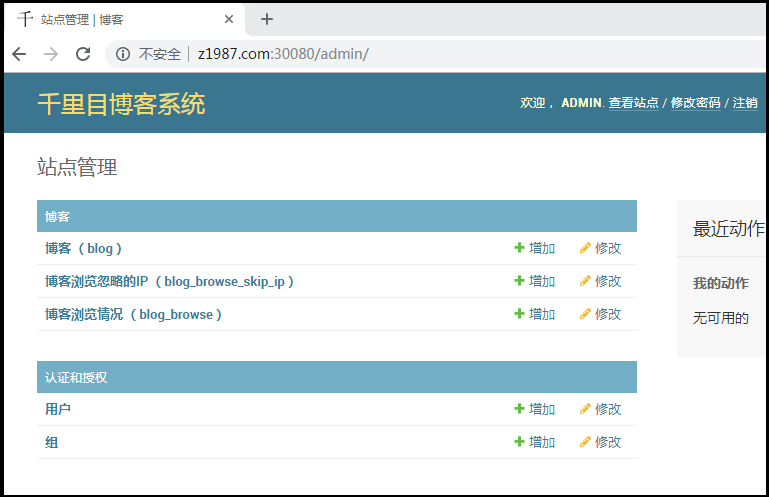 千 站点管理 | 博客
不安全 | z1987.com:30080/admin/
千里目博客系统
欢迎， ADMIN. 查看站点 / 修改密码 / 注销
站点管理
博客
博客 （ blog ） 增加 修改
博客浏览忽略的IP （ blog_browse_skip_ip ） 增加 修改
博客浏览情况 （ blog_browse ） 增加 修改
认证和授权
用户 增加 修改
组 增加 修改
最近动作
我的动作
无可用的